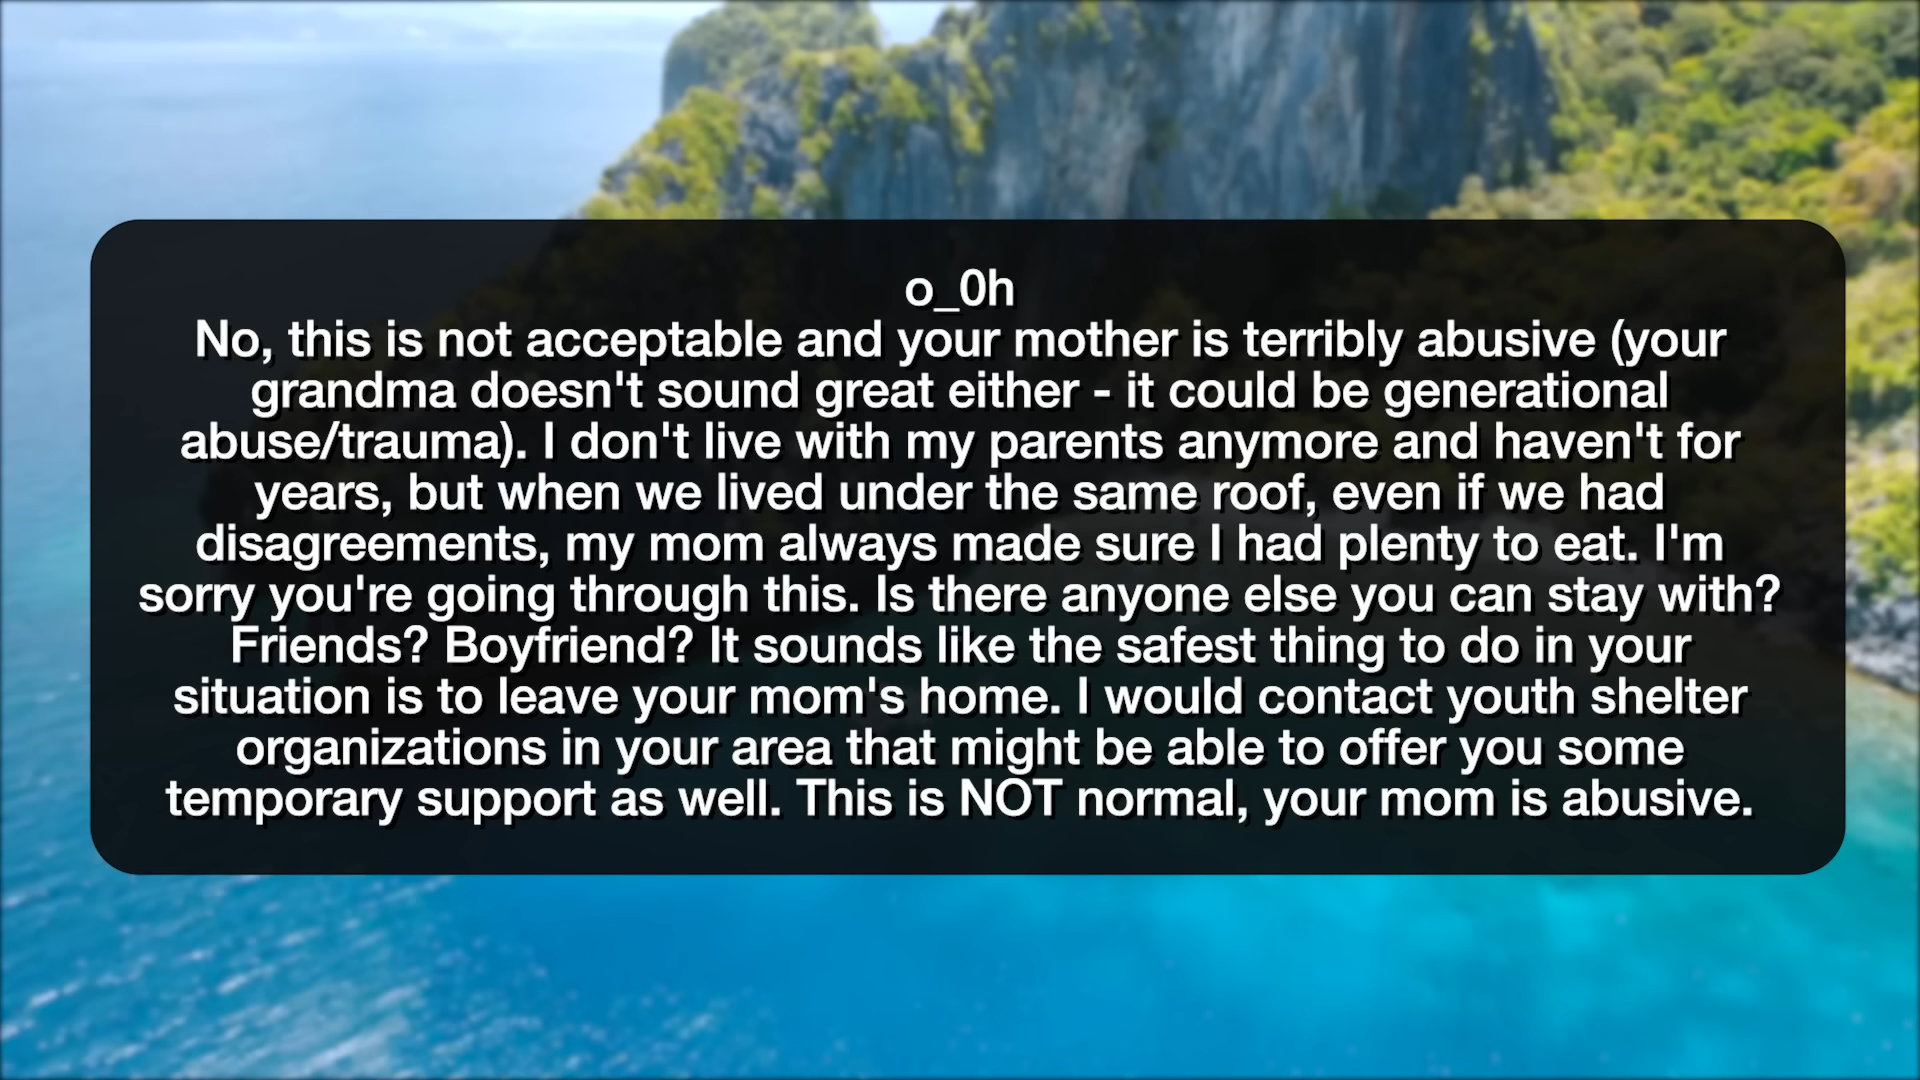 o_0h
No, this is not acceptable and your mother is terribly abusive (your
grandma doesn't sound great either - it could be generational
abuse/trauma). I don't live with my parents anymore and haven't for
years, but when we lived under the same roof, even if we had
disagreements, my mom always made sure I had plenty to eat. I'm
sorry you're going through this. Is there anyone else you can stay with?
Friends? Boyfriend? It sounds like the safest thing to do in your
situation is to leave your mom's home. I would contact youth shelter
organizations in your area that might be able to offer you some
temporary support as well. This is NOT normal, your mom is abusive.